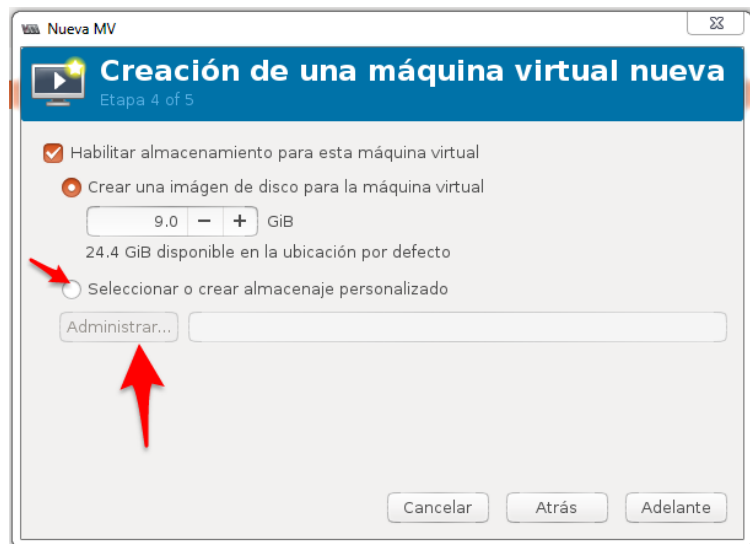 Nueva MV
Creación de una máquina virtual nueva
Etapa 4 of 5
Habilitar almacenamiento para esta máquina virtual
Crear una imágen de disco para la máquina virtual
9.0 − + GiB
24.4 GiB disponible en la ubicación por defecto
Seleccionar o crear almacenaje personalizado
Administrar...
Cancelar Atrás Adelante